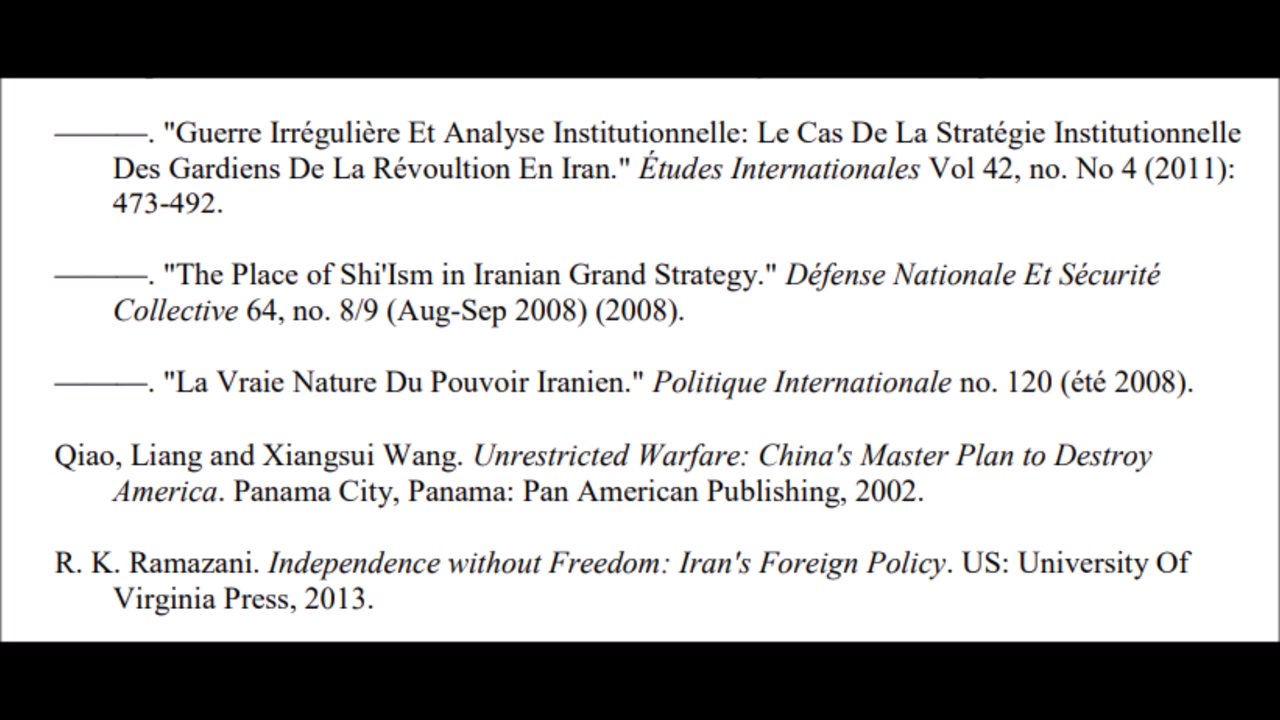 ———. "Guerre Irrégulière Et Analyse Institutionnelle: Le Cas De La Stratégie Institutionnelle
Des Gardiens De La Révoultion En Iran." Études Internationales Vol 42, no. No 4 (2011):
473-492.
———. "The Place of Shi'Ism in Iranian Grand Strategy." Défense Nationale Et Sécurité
Collective 64, no. 8/9 (Aug-Sep 2008) (2008).
———. "La Vraie Nature Du Pouvoir Iranien." Politique Internationale no. 120 (été 2008).
Qiao, Liang and Xiangsui Wang. Unrestricted Warfare: China's Master Plan to Destroy
America. Panama City, Panama: Pan American Publishing, 2002.
R. K. Ramazani. Independence without Freedom: Iran's Foreign Policy. US: University Of
Virginia Press, 2013.